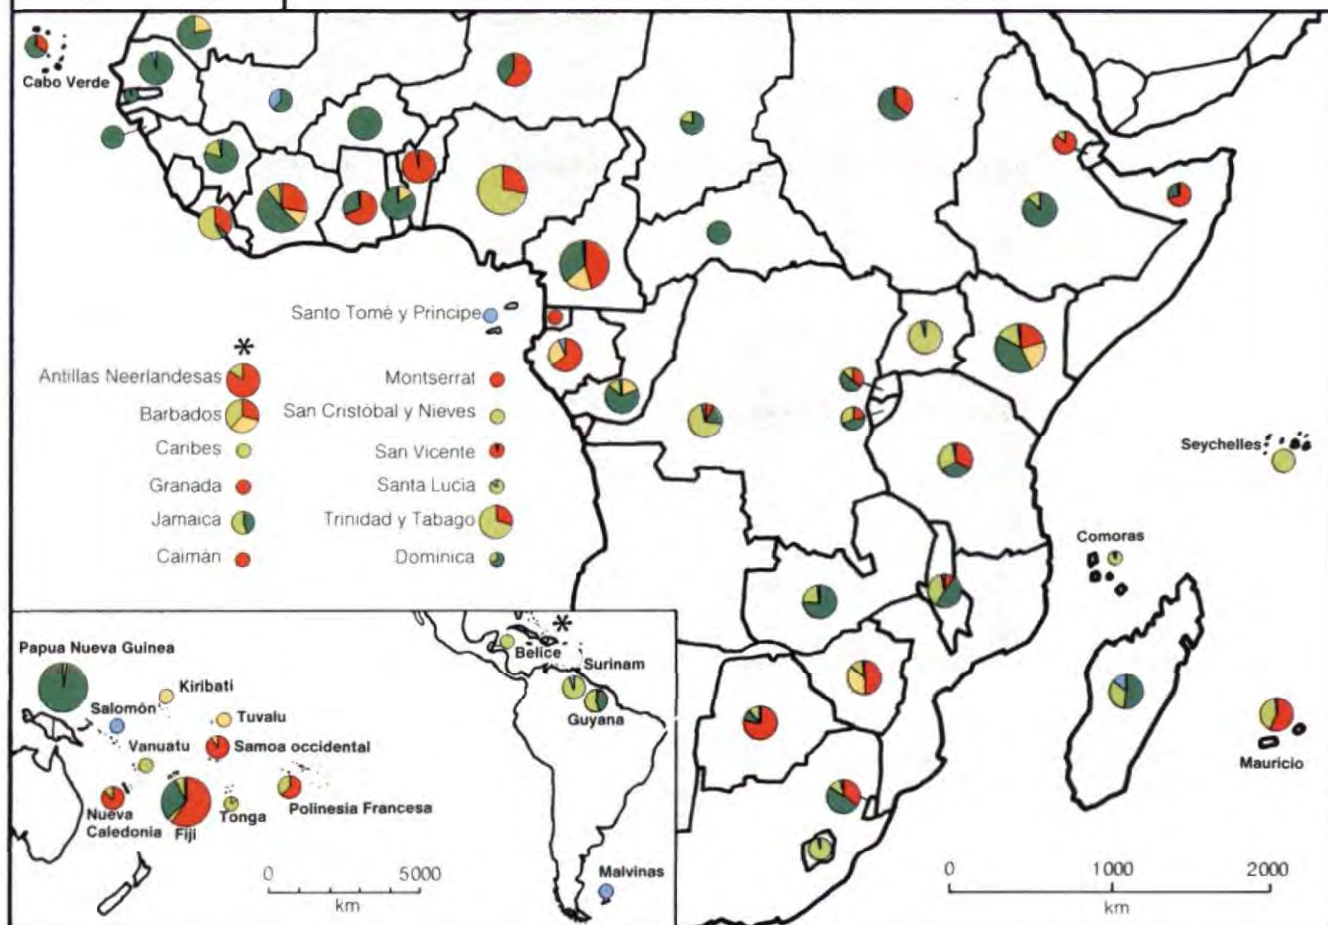 Cabo Verde
Santo Tomé y Principe
*
Antillas Neerlandesas
Barbados
Caribes
Granada
Jamaica
Caimán
Montserrat
San Cristóbal y Nieves
San Vicente
Santa Lucia
Trinidad y Tabago
Dominica
Seychelles
Comoras
Mauricio
0 1000 2000
km
Papua Nueva Guinea
Kiribati
Salomón
Tuvalu
Vanuatu
Samoa occidental
Nueva
Caledonia
Fiji
Tonga
Polinesia Francesa
0 5000
km
*
Belice
Surinam
Guyana
Malvinas